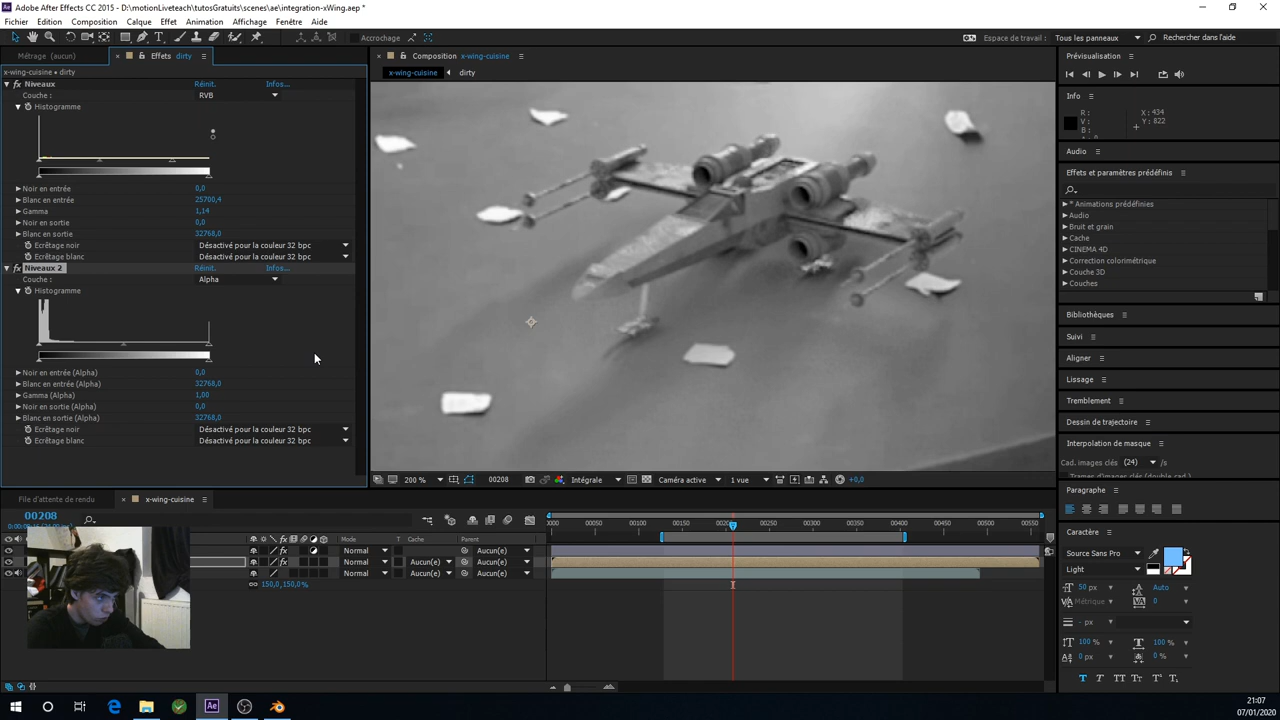 Adobe After Effects CC 2015 - D:\motionLiveteach\tutosGratuits\scenes\ae\integration-xWing.aep *
Fichier Edition Composition Calque Effet Animation Affichage Fenêtre Aide
Accrochage Espace de travail : Tous les panneaux Rechercher dans l'aide
Métrage (aucun) Effets dirty Composition x-wing-cuisine Prévisualisation
x-wing-cuisine • dirty x-wing-cuisine dirty
Niveaux Réinit. Infos...
Couche : RVB
Histogramme
Noir en entrée 0,0
Blanc en entrée 25700,4
Gamma 1,14
Noir en sortie 0,0
Blanc en sortie 32768,0
Ecrêtage noir Désactivé pour la couleur 32 bpc
Ecrêtage blanc Désactivé pour la couleur 32 bpc
Niveaux 2 Réinit. Infos...
Couche : Alpha
Histogramme
Noir en entrée (Alpha) 0,0
Blanc en entrée (Alpha) 32768,0
Gamma (Alpha) 1,00
Noir en sortie (Alpha) 0,0
Blanc en sortie (Alpha) 32768,0
Ecrêtage noir Désactivé pour la couleur 32 bpc
Ecrêtage blanc Désactivé pour la couleur 32 bpc
200 % 00208 Intégrale Caméra active 1 vue +0,0
Info
R : X : 434
V : Y : 822
B :
A : 0
Audio
Effets et paramètres prédéfinis
* Animations prédéfinies
Audio
Bruit et grain
Cache
CINEMA 4D
Correction colorimétrique
Couche 3D
Couches
Bibliothèques
Suivi
Aligner
Lissage
Tremblement
Dessin de trajectoire
Interpolation de masque
Cad. images clés (24) /s
Paragraphe
Caractère
Source Sans Pro
Light
50 px Auto
Métrique 0
- px
100 % 100 %
0 px 0 %
T T TT Tт T¹ T₁
File d'attente de rendu x-wing-cuisine
00208
Mode T Cache Parent
Normal Aucun(e)
Normal Aucun(e) Aucun(e)
Normal Aucun(e) Aucun(e)
150,0,150,0%
0000 00050 00100 00150 00250 00300 00350 00400 00450 00500 00550
21:07
07/01/2020